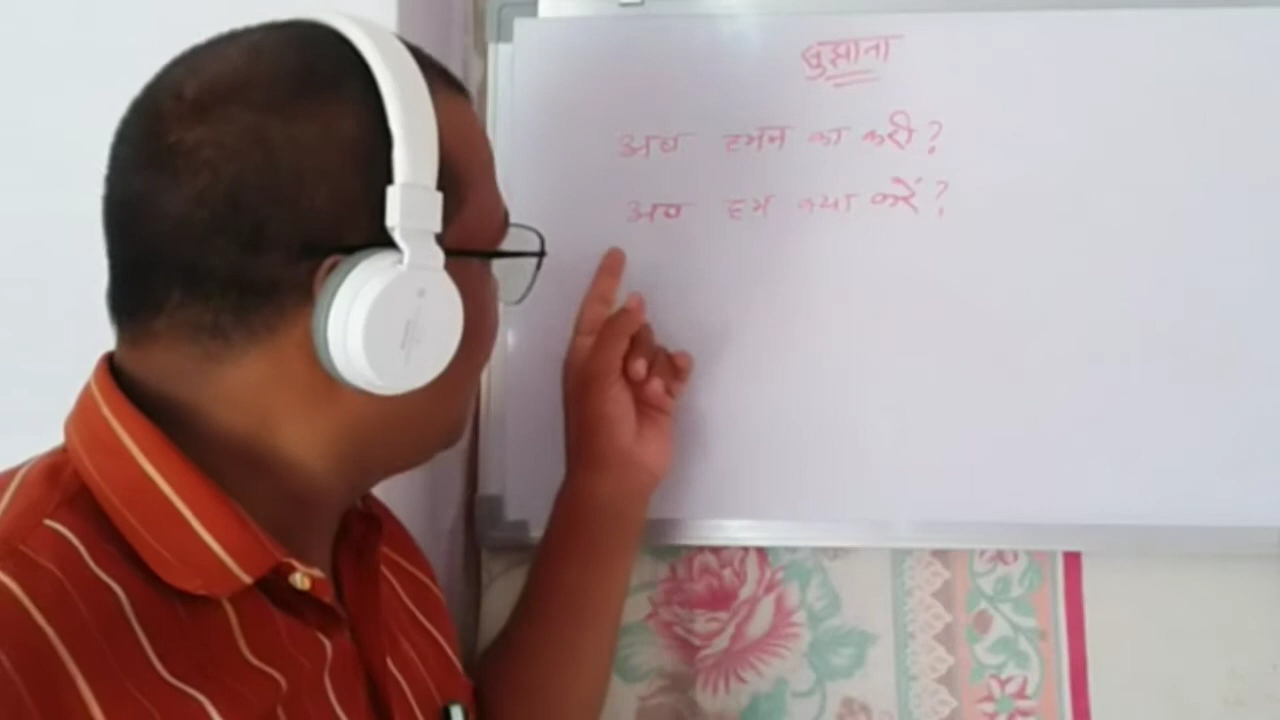 बुझाना
अब हमन का करी?
अब हम क्या करें?